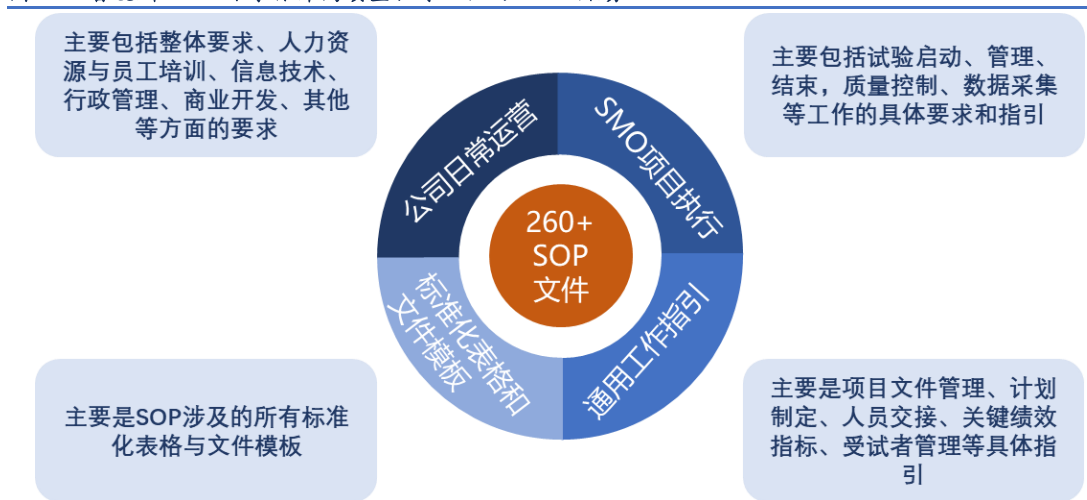 主要包括整体要求、人力资
源与员工培训、信息技术、
行政管理、商业开发、其他
等方面的要求
主要包括试验启动、管理、
结束，质量控制、数据采集
等工作的具体要求和指引
公司日常运营
SMO项目执行
260+
SOP
文件
标准化表格和
文件模板
通用工作指引
主要是SOP涉及的所有标准
化表格与文件模板
主要是项目文件管理、计划
制定、人员交接、关键绩效
指标、受试者管理等具体指
引